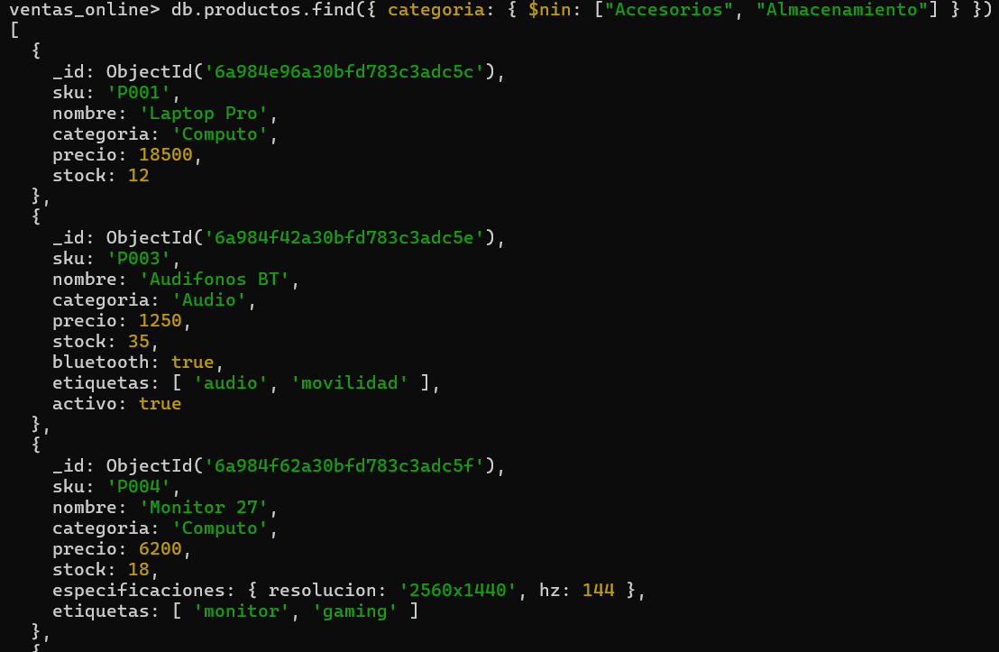 ventas_online> db.productos.find({ categoria: { $nin: ["Accesorios", "Almacenamiento"] } })
[
  {
    _id: ObjectId('6a984e96a30bfd783c3adc5c'),
    sku: 'P001',
    nombre: 'Laptop Pro',
    categoria: 'Computo',
    precio: 18500,
    stock: 12
  },
  {
    _id: ObjectId('6a984f42a30bfd783c3adc5e'),
    sku: 'P003',
    nombre: 'Audifonos BT',
    categoria: 'Audio',
    precio: 1250,
    stock: 35,
    bluetooth: true,
    etiquetas: [ 'audio', 'movilidad' ],
    activo: true
  },
  {
    _id: ObjectId('6a984f62a30bfd783c3adc5f'),
    sku: 'P004',
    nombre: 'Monitor 27',
    categoria: 'Computo',
    precio: 6200,
    stock: 18,
    especificaciones: { resolucion: '2560x1440', hz: 144 },
    etiquetas: [ 'monitor', 'gaming' ]
  },
  {